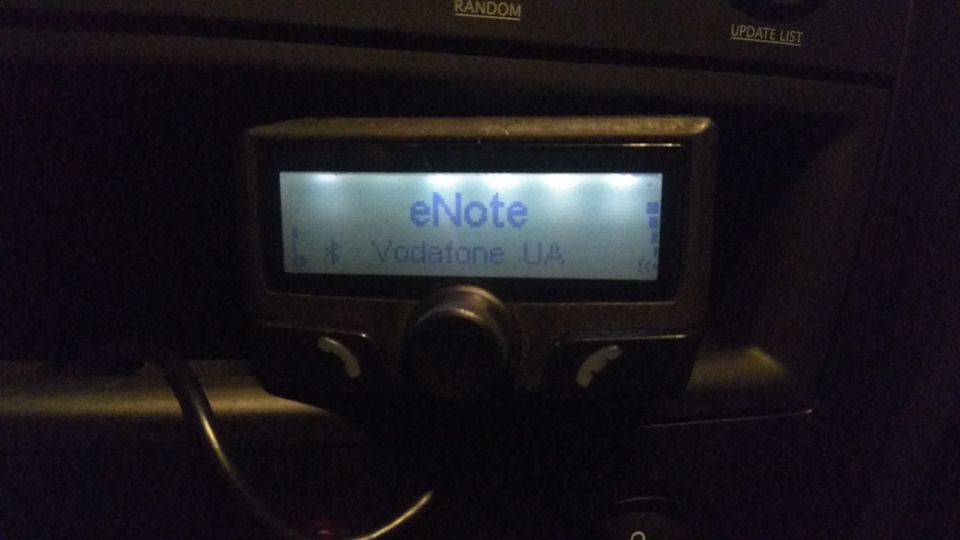 RANDOM
UPDATE LIST
eNote
Vodafone UA